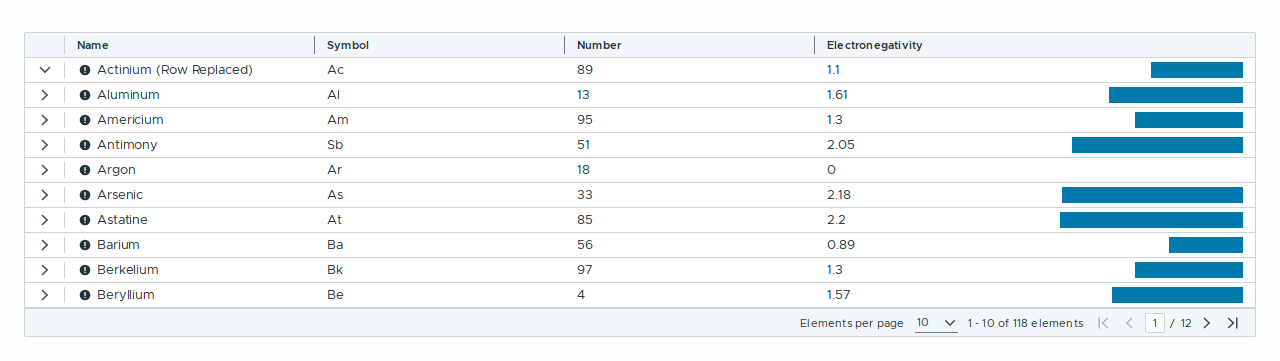 Name Symbol Number Electronegativity
Actinium (Row Replaced) Ac 89 1.1
Aluminum Al 13 1.61
Americium Am 95 1.3
Antimony Sb 51 2.05
Argon Ar 18 0
Arsenic As 33 2.18
Astatine At 85 2.2
Barium Ba 56 0.89
Berkelium Bk 97 1.3
Beryllium Be 4 1.57
Elements per page 10 1 - 10 of 118 elements 1 / 12